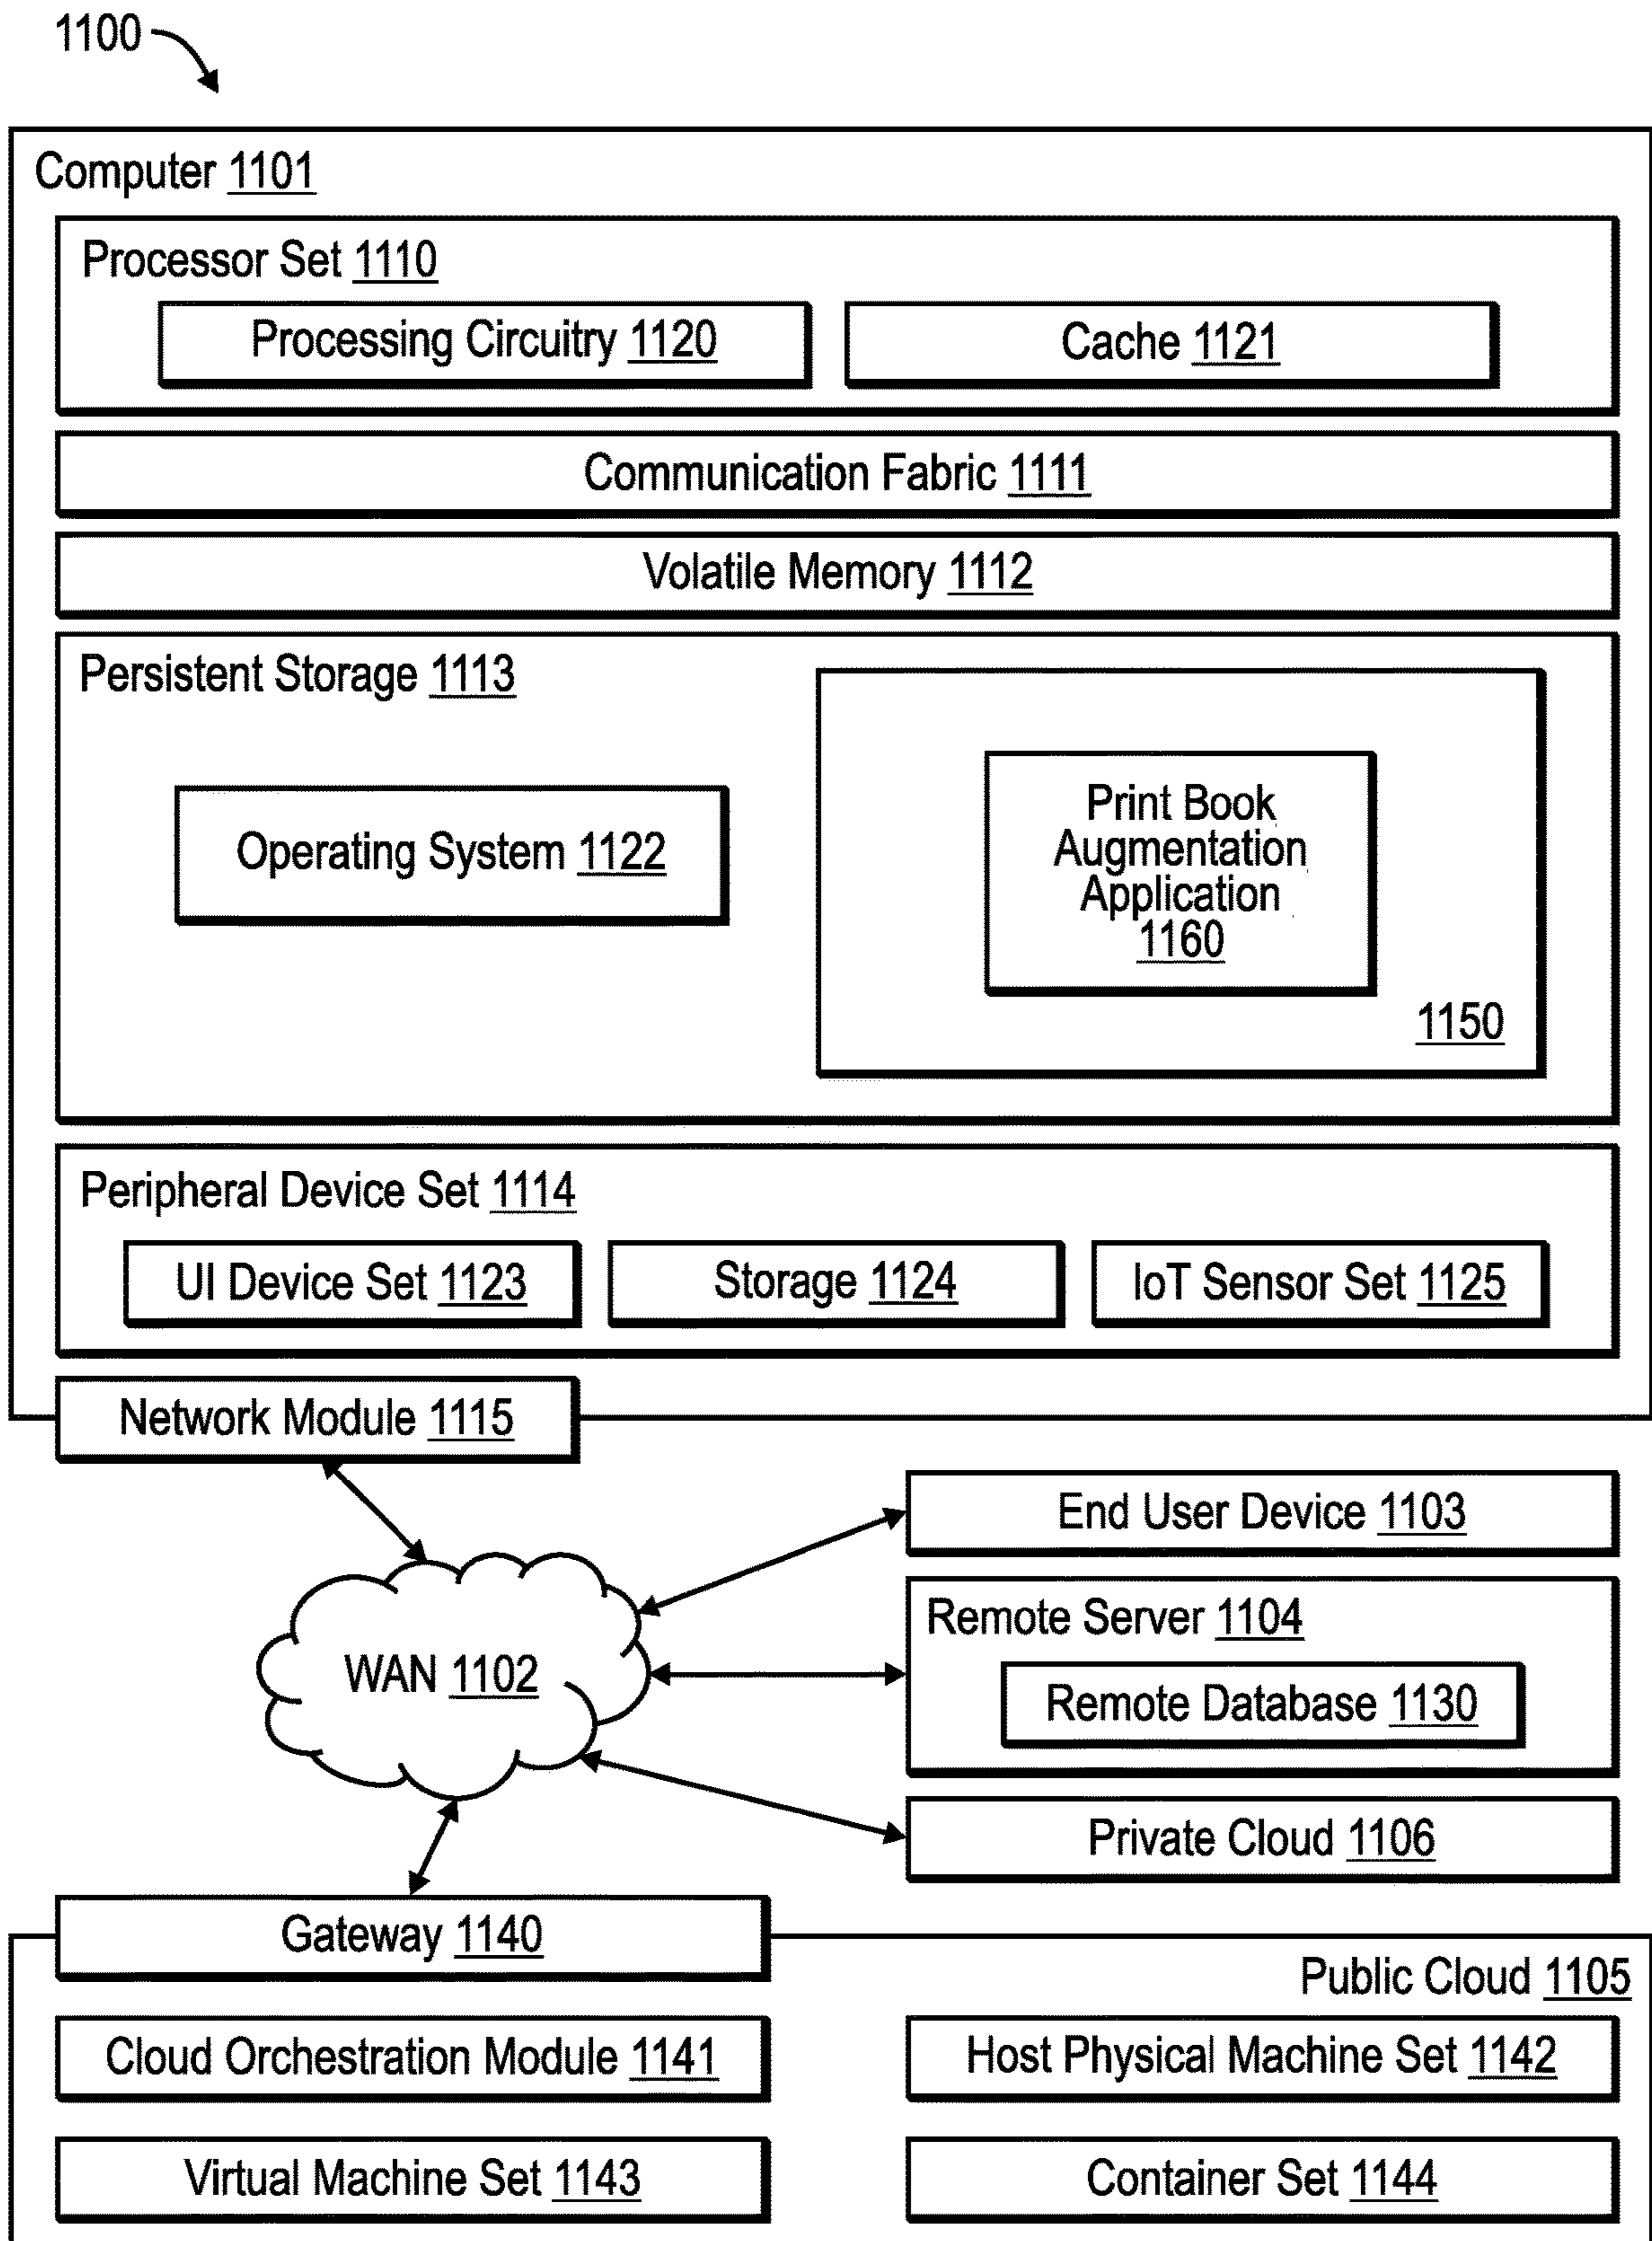 1100
Computer 1101
Processor Set 1110
Processing Circuitry 1120
Cache 1121
Communication Fabric 1111
Volatile Memory 1112
Persistent Storage 1113
Operating System 1122
Print Book
Augmentation
Application
1160
1150
Peripheral Device Set 1114
UI Device Set 1123
Storage 1124
IoT Sensor Set 1125
Network Module 1115
End User Device 1103
Remote Server 1104
WAN 1102
Remote Database 1130
Private Cloud 1106
Gateway 1140
Public Cloud 1105
Cloud Orchestration Module 1141
Host Physical Machine Set 1142
Virtual Machine Set 1143
Container Set 1144